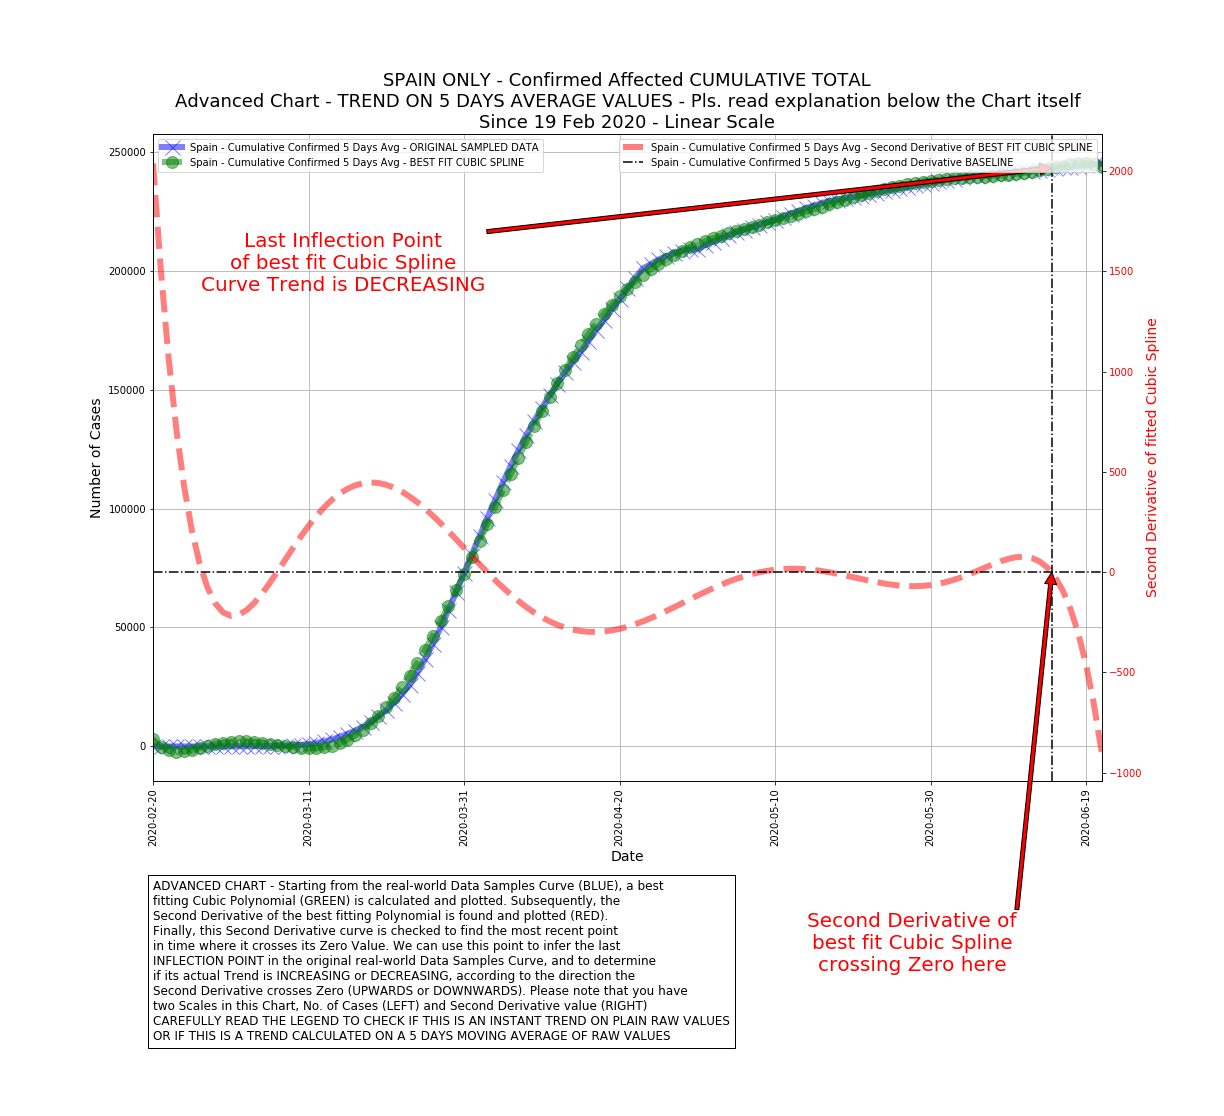 SPAIN ONLY - Confirmed Affected CUMULATIVE TOTAL
Advanced Chart - TREND ON 5 DAYS AVERAGE VALUES - Pls. read explanation below the Chart itself
Since 19 Feb 2020 - Linear Scale
Spain - Cumulative Confirmed 5 Days Avg - ORIGINAL SAMPLED DATA
Spain - Cumulative Confirmed 5 Days Avg - BEST FIT CUBIC SPLINE
Spain - Cumulative Confirmed 5 Days Avg - Second Derivative of BEST FIT CUBIC SPLINE
Spain - Cumulative Confirmed 5 Days Avg - Second Derivative BASELINE
Last Inflection Point
of best fit Cubic Spline
Curve Trend is DECREASING
Number of Cases
250000
200000
150000
100000
50000
0
2000
1500
1000
500
0
−500
−1000
Second Derivative of fitted Cubic Spline
2020-02-20
2020-03-11
2020-03-31
2020-04-20
2020-05-10
2020-05-30
2020-06-19
Date
ADVANCED CHART - Starting from the real-world Data Samples Curve (BLUE), a best
fitting Cubic Polynomial (GREEN) is calculated and plotted. Subsequently, the
Second Derivative of the best fitting Polynomial is found and plotted (RED).
Finally, this Second Derivative curve is checked to find the most recent point
in time where it crosses its Zero Value. We can use this point to infer the last
INFLECTION POINT in the original real-world Data Samples Curve, and to determine
if its actual Trend is INCREASING or DECREASING, according to the direction the
Second Derivative crosses Zero (UPWARDS or DOWNWARDS). Please note that you have
two Scales in this Chart, No. of Cases (LEFT) and Second Derivative value (RIGHT)
CAREFULLY READ THE LEGEND TO CHECK IF THIS IS AN INSTANT TREND ON PLAIN RAW VALUES
OR IF THIS IS A TREND CALCULATED ON A 5 DAYS MOVING AVERAGE OF RAW VALUES
Second Derivative of
best fit Cubic Spline
crossing Zero here